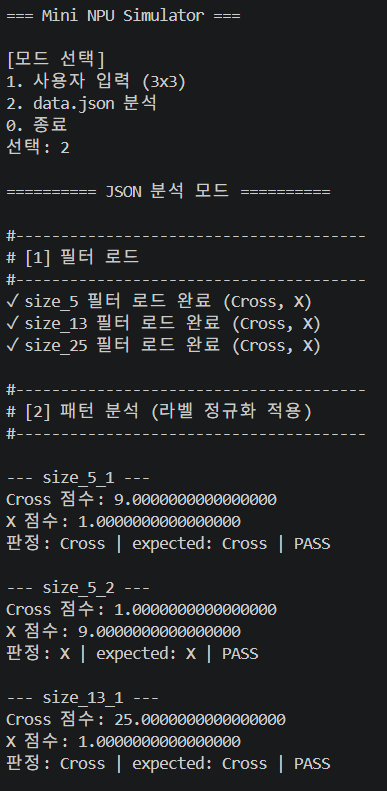 === Mini NPU Simulator ===
[모드 선택]
1. 사용자 입력 (3x3)
2. data.json 분석
0. 종료
선택: 2
========== JSON 분석 모드 ==========
#---------------------------------------
# [1] 필터 로드
#---------------------------------------
✓ size_5 필터 로드 완료 (Cross, X)
✓ size_13 필터 로드 완료 (Cross, X)
✓ size_25 필터 로드 완료 (Cross, X)
#---------------------------------------
# [2] 패턴 분석 (라벨 정규화 적용)
#---------------------------------------
--- size_5_1 ---
Cross 점수: 9.0000000000000000
X 점수: 1.0000000000000000
판정: Cross | expected: Cross | PASS
--- size_5_2 ---
Cross 점수: 1.0000000000000000
X 점수: 9.0000000000000000
판정: X | expected: X | PASS
--- size_13_1 ---
Cross 점수: 25.0000000000000000
X 점수: 1.0000000000000000
판정: Cross | expected: Cross | PASS